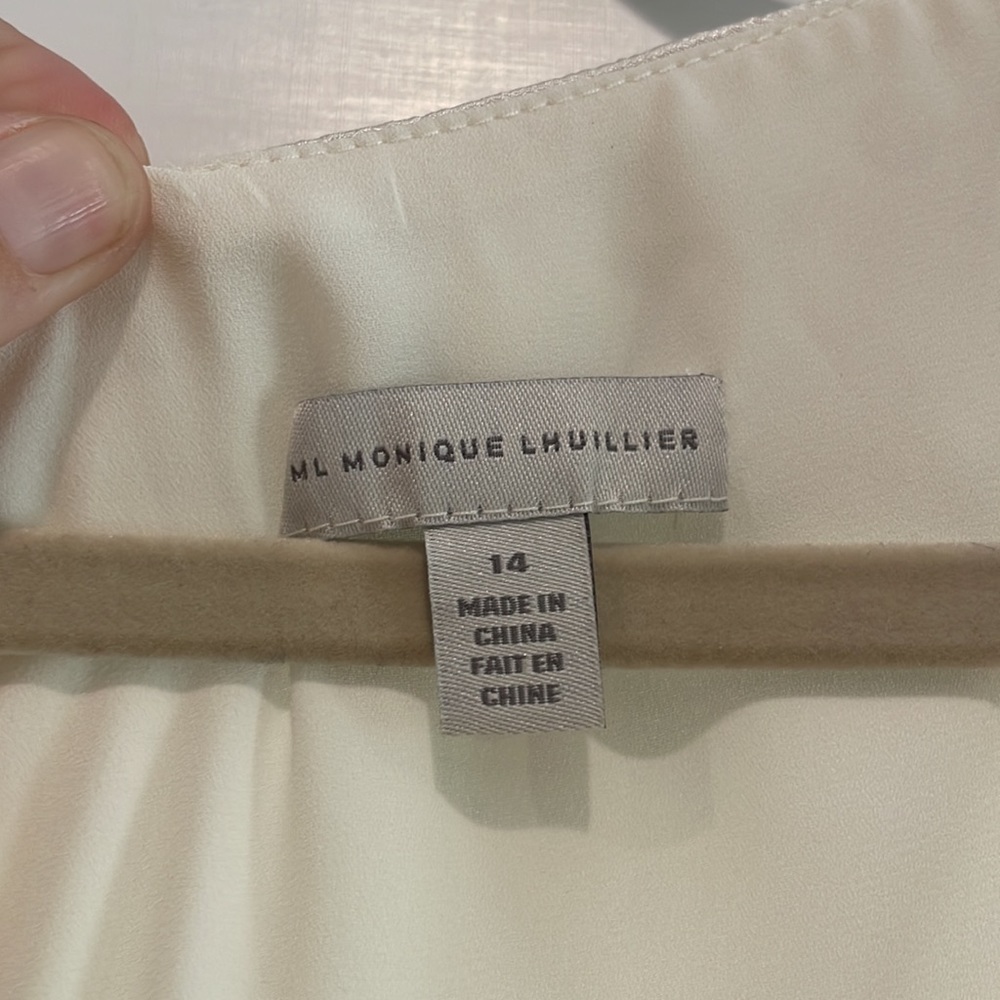 ML MONIQUE LHUILLIER
14
MADE IN
CHINA
FAIT EN
CHINE